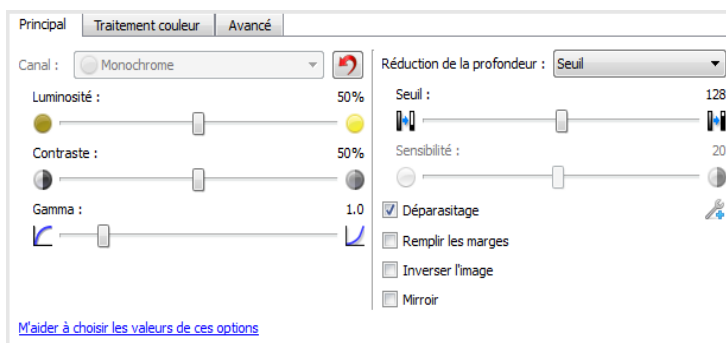 Principal Traitement couleur Avancé
Canal : Monochrome
Luminosité : 50%
Contraste : 50%
Gamma : 1.0
M'aider à choisir les valeurs de ces options
Réduction de la profondeur : Seuil
Seuil : 128
Sensibilité : 20
Déparasitage
Remplir les marges
Inverser l'image
Mirroir